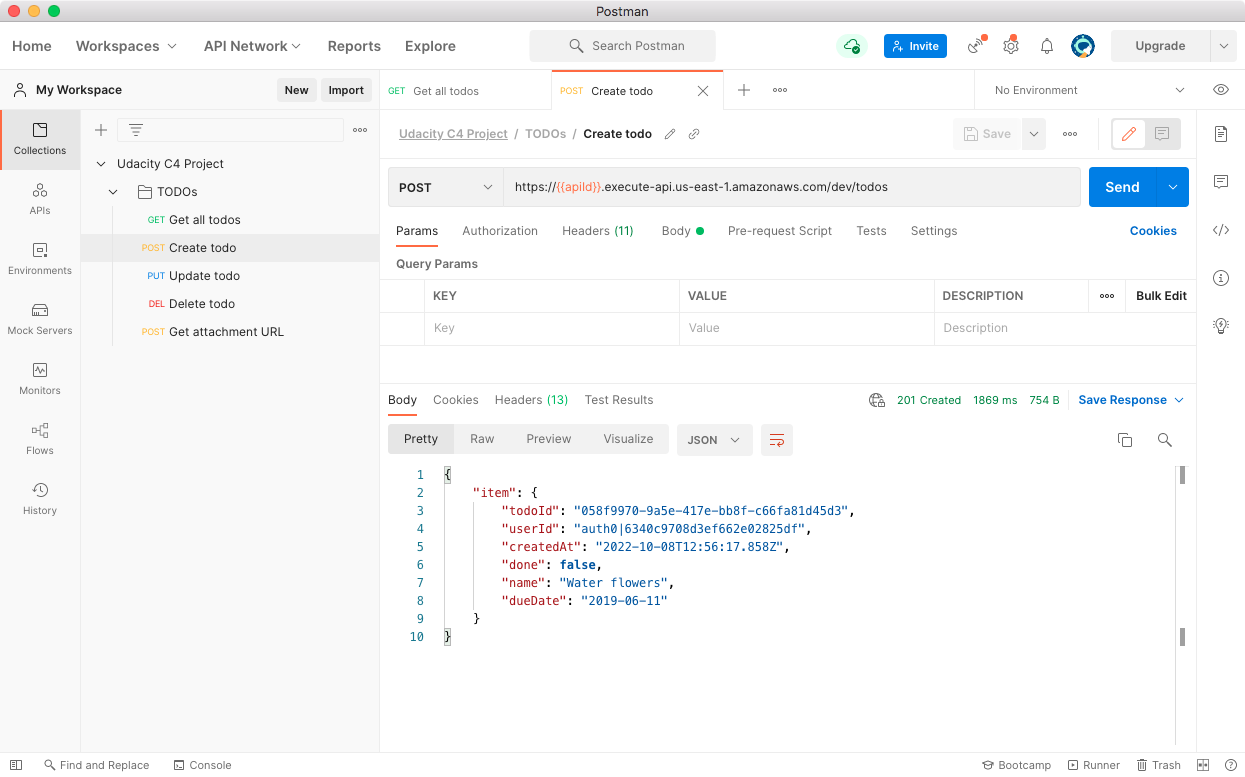 Postman
Home Workspaces API Network Reports Explore Search Postman Invite Upgrade
My Workspace New Import GET Get all todos POST Create todo No Environment
Collections
APIs
Environments
Mock Servers
Monitors
Flows
History
Udacity C4 Project
TODOs
GET Get all todos
POST Create todo
PUT Update todo
DEL Delete todo
POST Get attachment URL
Udacity C4 Project / TODOs / Create todo Save
POST https://{{apiId}}.execute-api.us-east-1.amazonaws.com/dev/todos Send
Params Authorization Headers (11) Body Pre-request Script Tests Settings Cookies
Query Params
KEY VALUE DESCRIPTION Bulk Edit
Key Value Description
Body Cookies Headers (13) Test Results 201 Created 1869 ms 754 B Save Response
Pretty Raw Preview Visualize JSON
1 {
2 "item": {
3 "todoId": "058f9970-9a5e-417e-bb8f-c66fa81d45d3",
4 "userId": "auth0|6340c9708d3ef662e02825df",
5 "createdAt": "2022-10-08T12:56:17.858Z",
6 "done": false,
7 "name": "Water flowers",
8 "dueDate": "2019-06-11"
9 }
10 }
Find and Replace Console Bootcamp Runner Trash